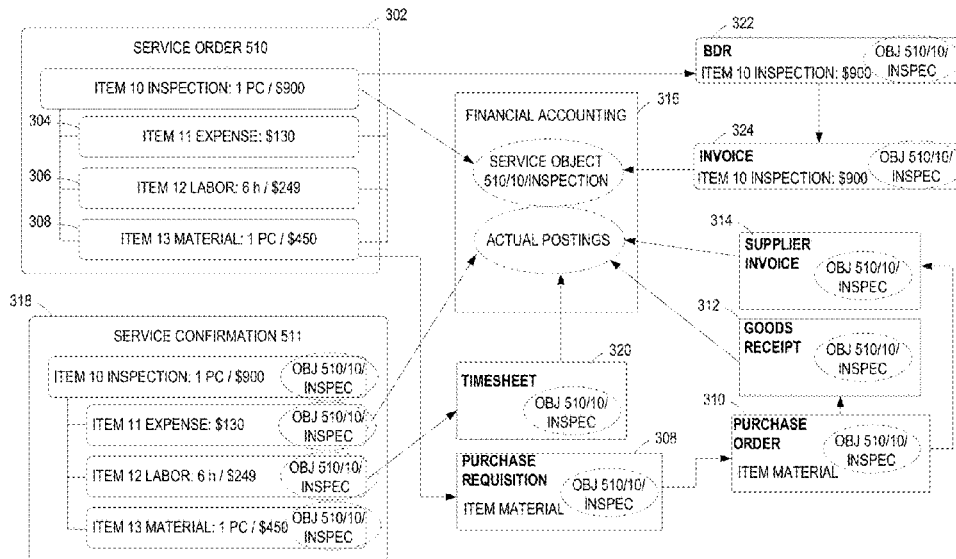 302
SERVICE ORDER 510
ITEM 10 INSPECTION: 1 PC / $900
304
ITEM 11 EXPENSE: $130
306
ITEM 12 LABOR: 6 h / $249
308
ITEM 13 MATERIAL: 1 PC / $450
318
SERVICE CONFIRMATION 511
ITEM 10 INSPECTION: 1 PC / $900
OBJ 510/10/
INSPEC
ITEM 11 EXPENSE: $130
OBJ 510/10/
INSPEC
ITEM 12 LABOR: 6 h / $249
OBJ 510/10/
INSPEC
ITEM 13 MATERIAL: 1 PC / $450
OBJ 510/10/
INSPEC
316
FINANCIAL ACCOUNTING
SERVICE OBJECT
510/10/INSPECTION
ACTUAL POSTINGS
320
TIMESHEET
OBJ 510/10/
INSPEC
308
PURCHASE
REQUISITION
ITEM MATERIAL
OBJ 510/10/
INSPEC
322
BDR
ITEM 10 INSPECTION: $900
OBJ 510/10/
INSPEC
324
INVOICE
ITEM 10 INSPECTION: $900
OBJ 510/10/
INSPEC
314
SUPPLIER
INVOICE
OBJ 510/10/
INSPEC
312
GOODS
RECEIPT
OBJ 510/10/
INSPEC
310
PURCHASE
ORDER
ITEM MATERIAL
OBJ 510/10/
INSPEC